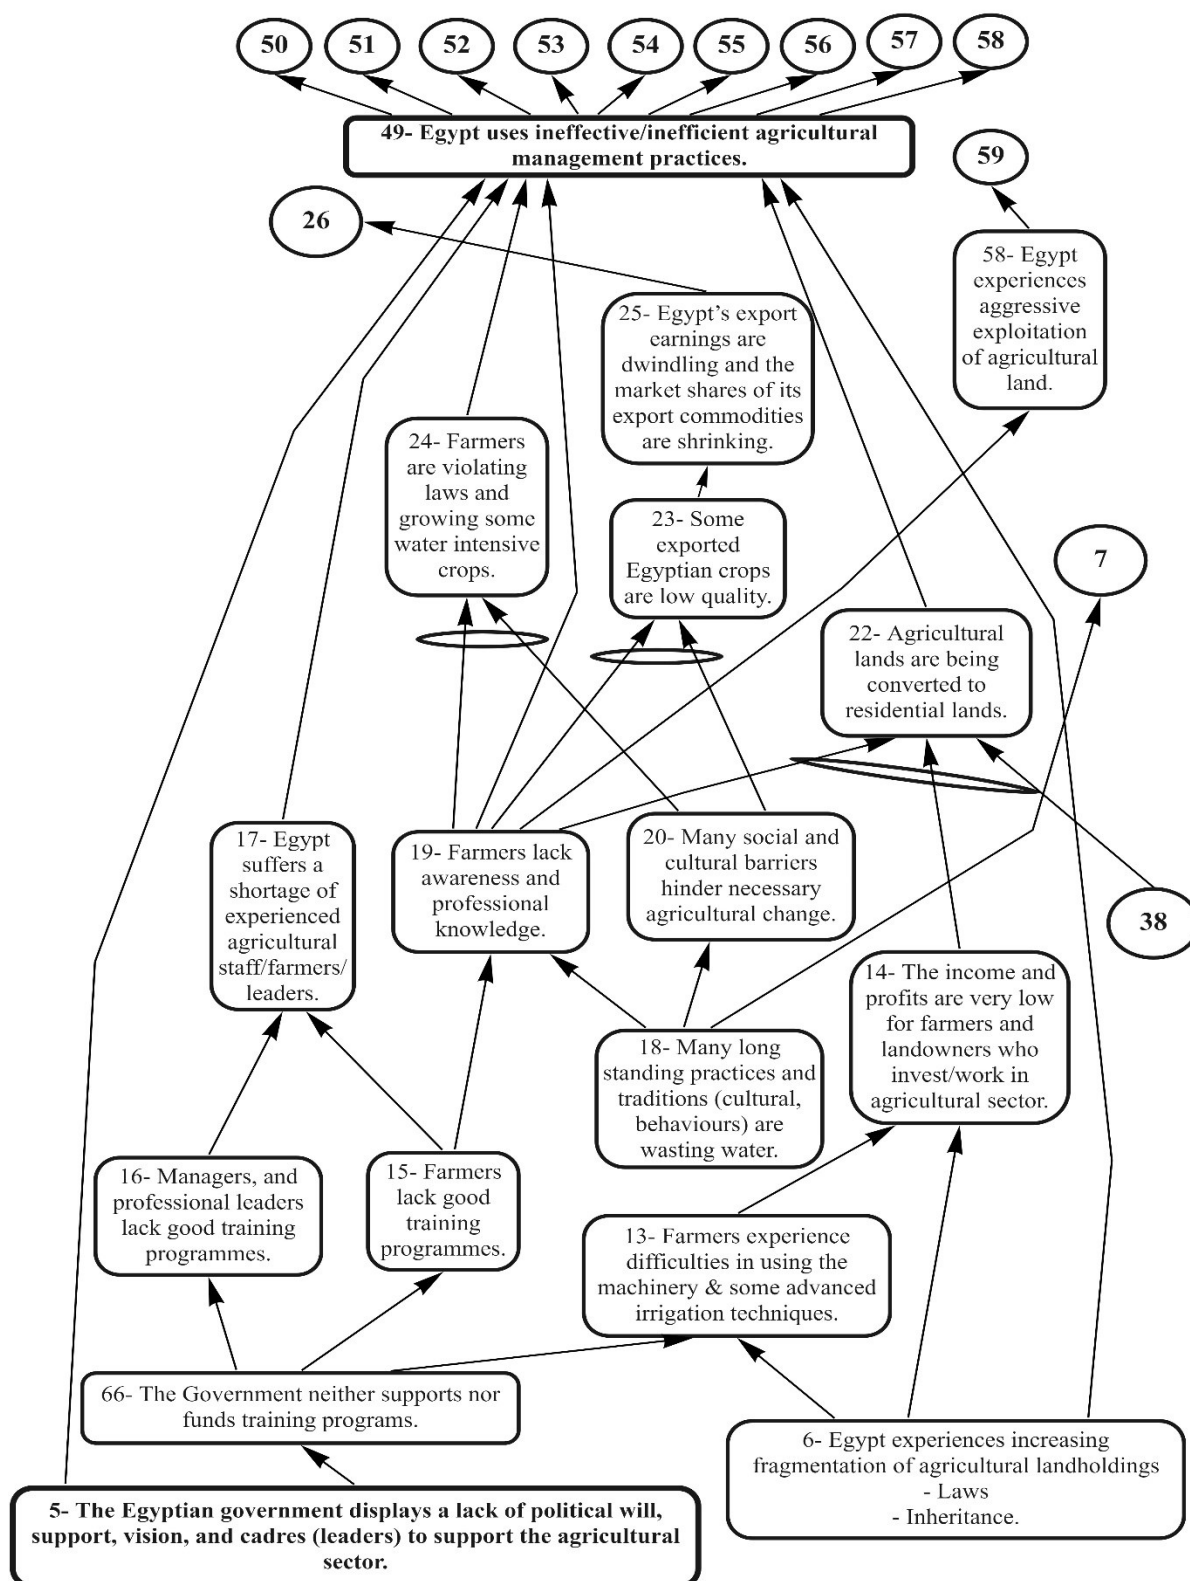 50
51
52
53
54
55
56
57
58
49- Egypt uses ineffective/inefficient agricultural
management practices.
59
26
58- Egypt
experiences
aggressive
exploitation
of agricultural
land.
25- Egypt’s export
earnings are
dwindling and the
market shares of its
export commodities
are shrinking.
24- Farmers
are violating
laws and
growing some
water intensive
crops.
23- Some
exported
Egyptian crops
are low quality.
7
22- Agricultural
lands are being
converted to
residential lands.
17- Egypt
suffers a
shortage of
experienced
agricultural
staff/farmers/
leaders.
19- Farmers lack
awareness and
professional
knowledge.
20- Many social and
cultural barriers
hinder necessary
agricultural change.
38
14- The income and
profits are very low
for farmers and
landowners who
invest/work in
agricultural sector.
18- Many long
standing practices and
traditions (cultural,
behaviours) are
wasting water.
16- Managers, and
professional leaders
lack good training
programmes.
15- Farmers
lack good
training
programmes.
13- Farmers experience
difficulties in using the
machinery & some advanced
irrigation techniques.
66- The Government neither supports nor
funds training programs.
6- Egypt experiences increasing
fragmentation of agricultural landholdings
- Laws
- Inheritance.
5- The Egyptian government displays a lack of political will,
support, vision, and cadres (leaders) to support the agricultural
sector.